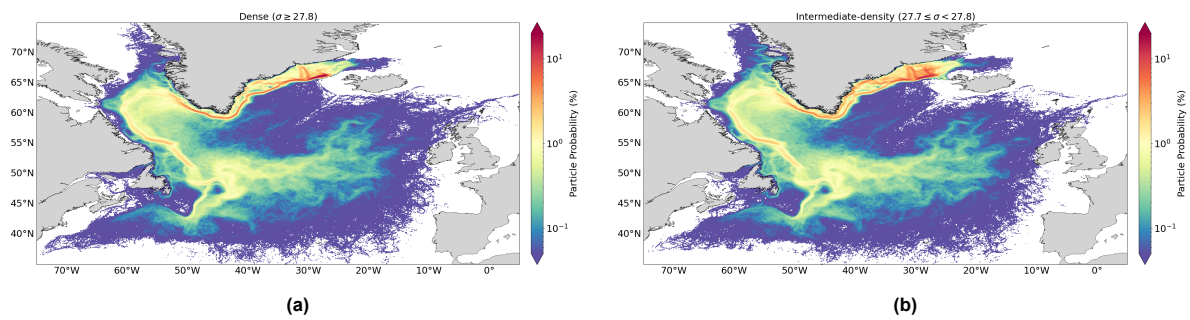 Dense (σ ≥ 27.8)
70°N
65°N
60°N
55°N
50°N
45°N
40°N
70°W
60°W
50°W
40°W
30°W
20°W
10°W
0°
10¹
10⁰
10⁻¹
Particle Probability (%)
(a)
Intermediate-density (27.7 ≤ σ < 27.8)
70°N
65°N
60°N
55°N
50°N
45°N
40°N
70°W
60°W
50°W
40°W
30°W
20°W
10°W
0°
10¹
10⁰
10⁻¹
Particle Probability (%)
(b)